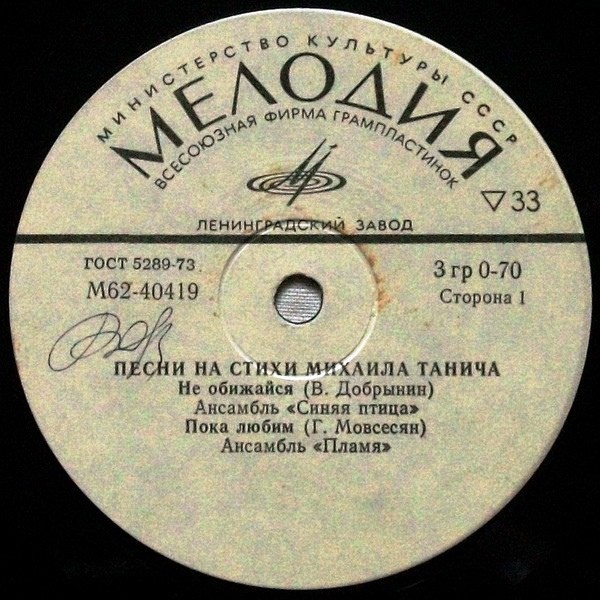 МИНИСТЕРСТВО КУЛЬТУРЫ СССР
МЕЛОДИЯ
ВСЕСОЮЗНАЯ ФИРМА ГРАМПЛАСТИНОК
▽ 33
ЛЕНИНГРАДСКИЙ ЗАВОД
ГОСТ 5289-73
М62-40419
3 гр 0-70
Сторона 1
ПЕСНИ НА СТИХИ МИХАИЛА ТАНИЧА
Не обижайся (В. Добрынин)
Ансамбль «Синяя птица»
Пока любим (Г. Мовсесян)
Ансамбль «Пламя»